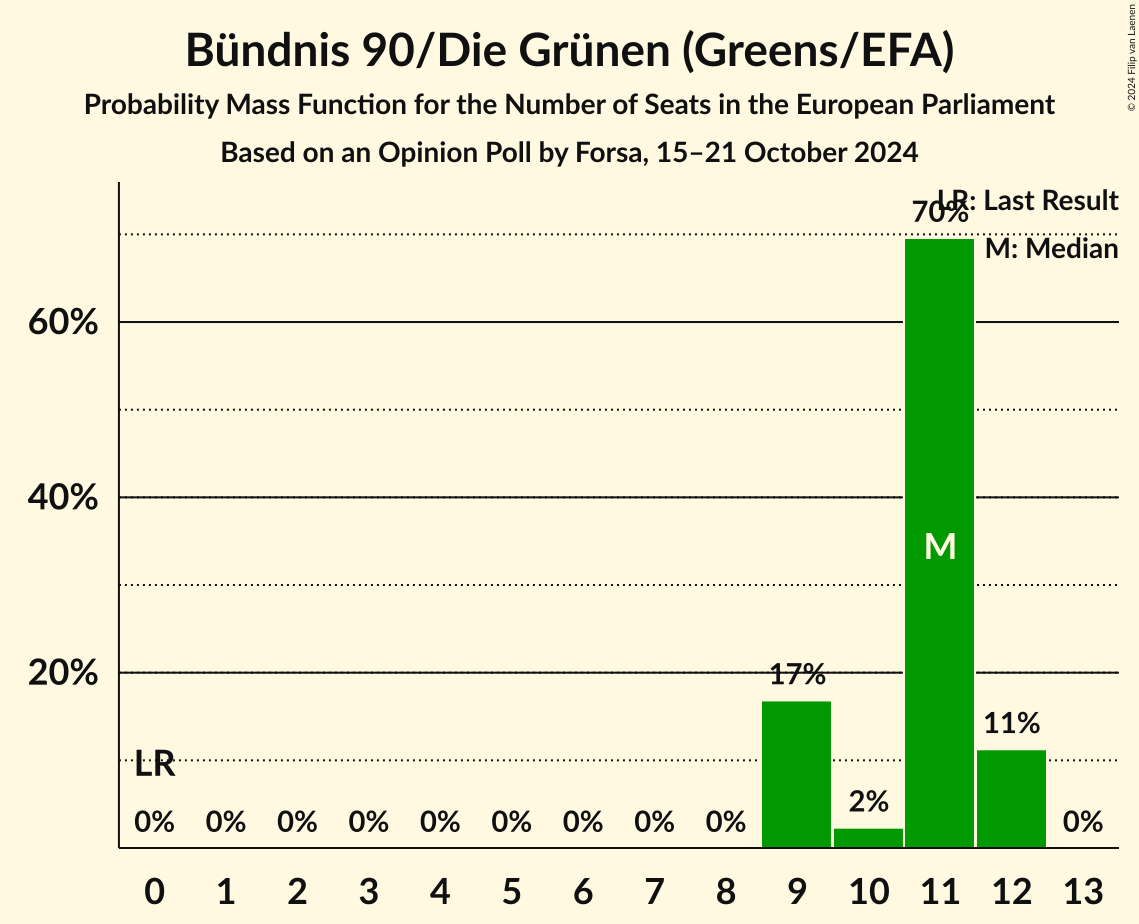 Bündnis 90/Die Grünen (Greens/EFA)
Probability Mass Function for the Number of Seats in the European Parliament
Based on an Opinion Poll by Forsa, 15–21 October 2024
© 2024 Filip van Laenen
LR: Last Result
M: Median
70%
60%
40%
20%
M
17%
11%
2%
LR
0% 0% 0% 0% 0% 0% 0% 0% 0% 0%
0 1 2 3 4 5 6 7 8 9 10 11 12 13